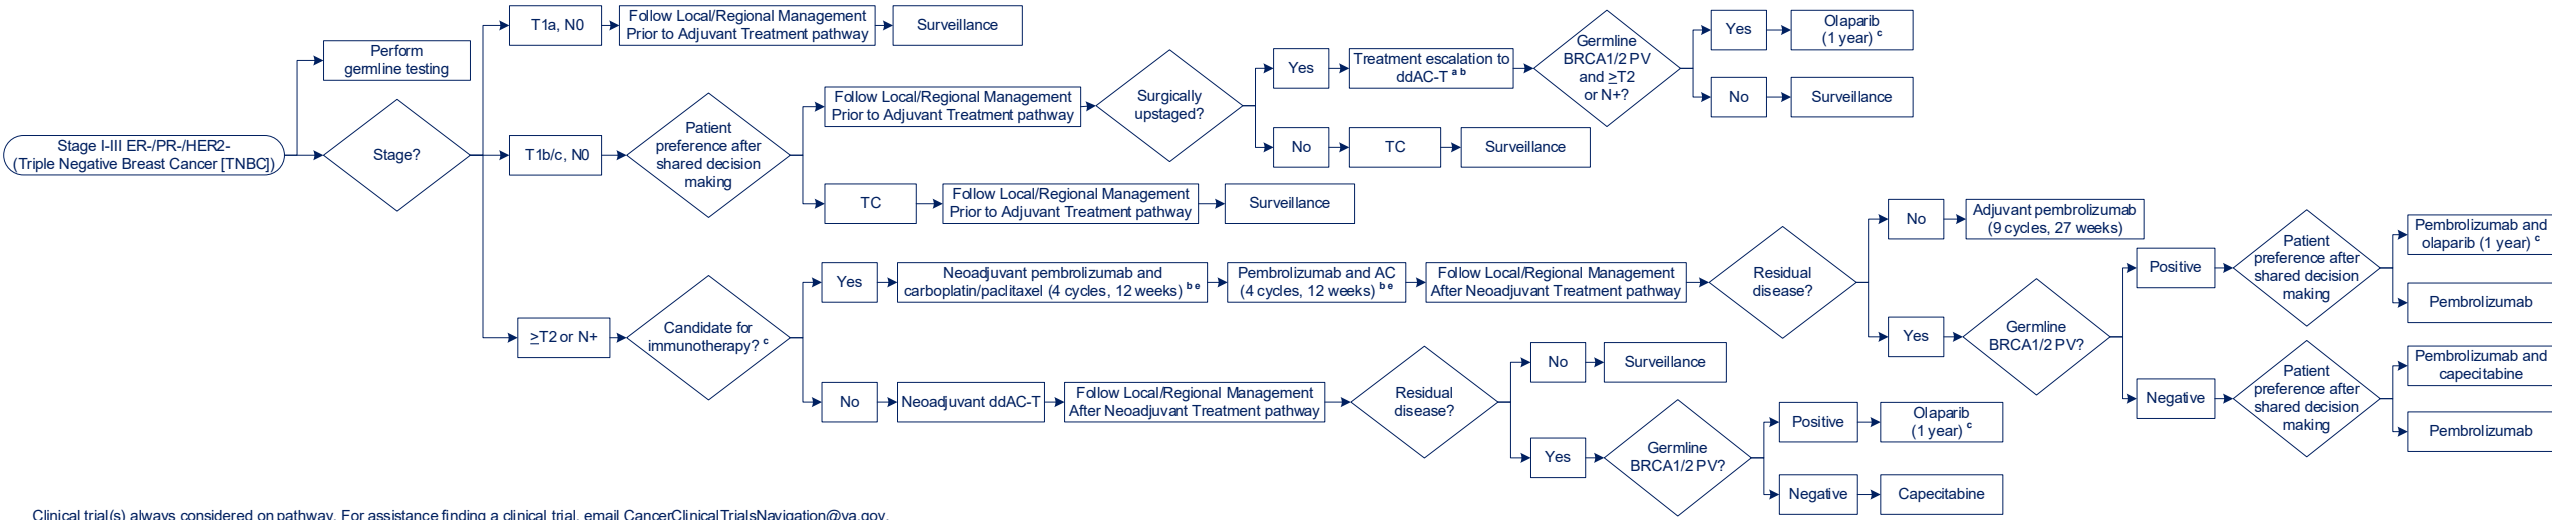 Stage I-III ER-/PR-/HER2-
(Triple Negative Breast Cancer [TNBC])
Perform
germline testing
Stage?
T1a, N0
Follow Local/Regional Management
Prior to Adjuvant Treatment pathway
Surveillance
T1b/c, N0
Patient
preference after
shared decision
making
Follow Local/Regional Management
Prior to Adjuvant Treatment pathway
Surgically
upstaged?
Yes
Treatment escalation to
ddAC-T a b
Germline
BRCA1/2 PV
and ≥T2
or N+?
Yes
Olaparib
(1 year) c
No
Surveillance
No
TC
Surveillance
TC
Follow Local/Regional Management
Prior to Adjuvant Treatment pathway
Surveillance
≥T2 or N+
Candidate for
immunotherapy? c
Yes
Neoadjuvant pembrolizumab and
carboplatin/paclitaxel (4 cycles, 12 weeks) b e
Pembrolizumab and AC
(4 cycles, 12 weeks) b e
Follow Local/Regional Management
After Neoadjuvant Treatment pathway
Residual
disease?
No
Adjuvant pembrolizumab
(9 cycles, 27 weeks)
Yes
Germline
BRCA1/2 PV?
Positive
Patient
preference after
shared decision
making
Pembrolizumab and
olaparib (1 year) c
Pembrolizumab
Negative
Patient
preference after
shared decision
making
Pembrolizumab and
capecitabine
Pembrolizumab
No
Neoadjuvant ddAC-T
Follow Local/Regional Management
After Neoadjuvant Treatment pathway
Residual
disease?
No
Surveillance
Yes
Germline
BRCA1/2 PV?
Positive
Olaparib
(1 year) c
Negative
Capecitabine
Clinical trial(s) always considered on pathway. For assistance finding a clinical trial, email CancerClinicalTrialsNavigation@va.gov.